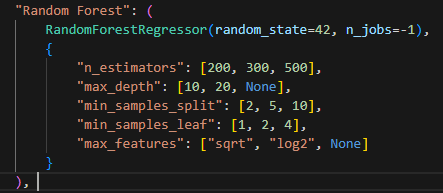 "Random Forest": (
    RandomForestRegressor(random_state=42, n_jobs=-1),
    {
        "n_estimators": [200, 300, 500],
        "max_depth": [10, 20, None],
        "min_samples_split": [2, 5, 10],
        "min_samples_leaf": [1, 2, 4],
        "max_features": ["sqrt", "log2", None]
    }
),